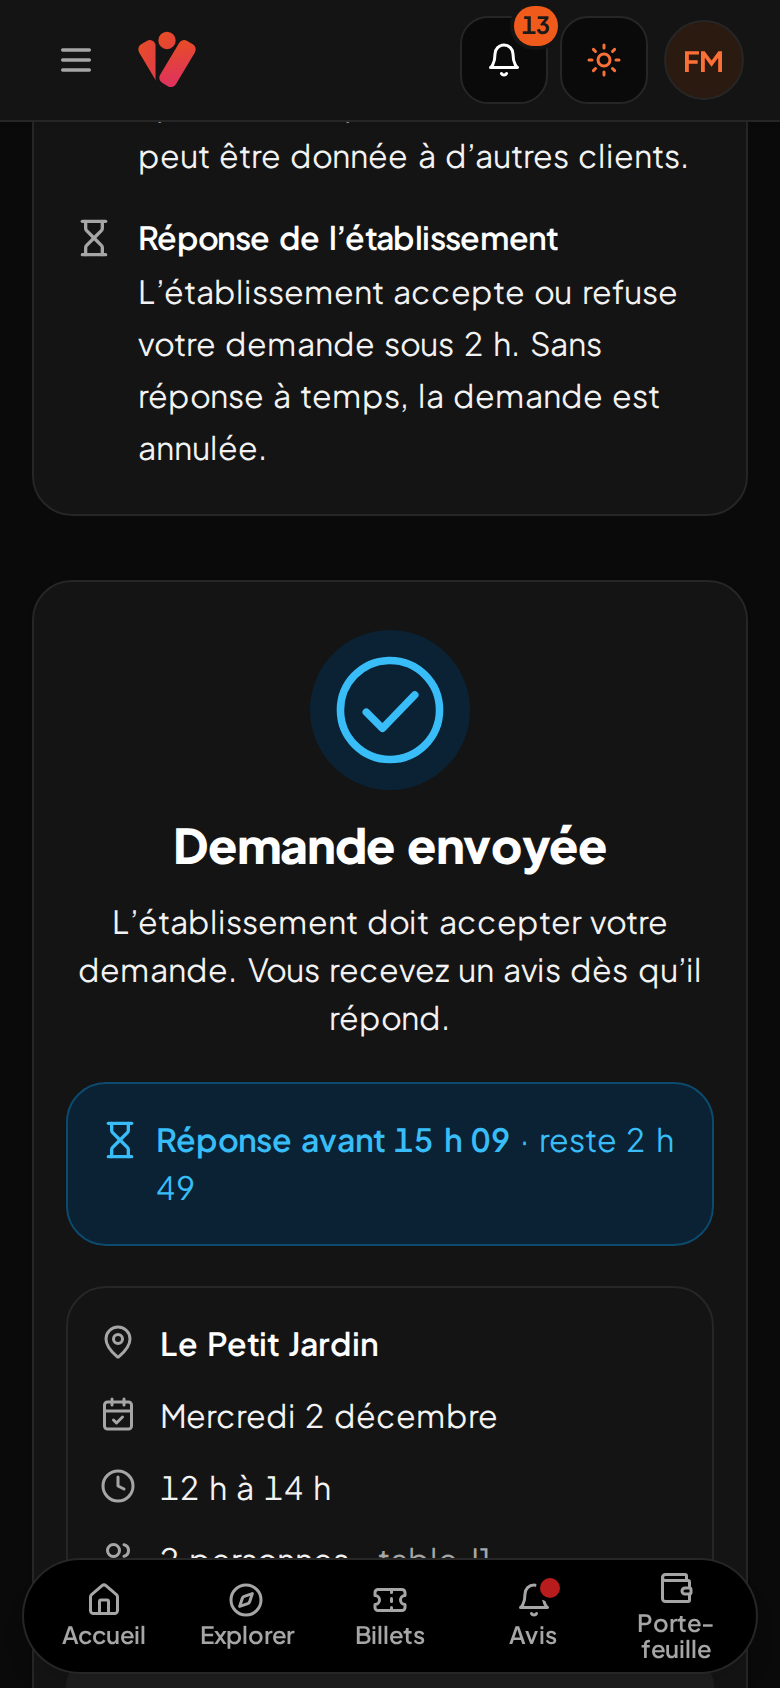 13
FM
peut être donnée à d’autres clients.
Réponse de l’établissement
L’établissement accepte ou refuse
votre demande sous 2 h. Sans
réponse à temps, la demande est
annulée.
Demande envoyée
L’établissement doit accepter votre
demande. Vous recevez un avis dès qu’il
répond.
Réponse avant 15 h 09 · reste 2 h
49
Le Petit Jardin
Mercredi 2 décembre
12 h à 14 h
personnes table
Accueil
Explorer
Billets
Avis
Porte-
feuille